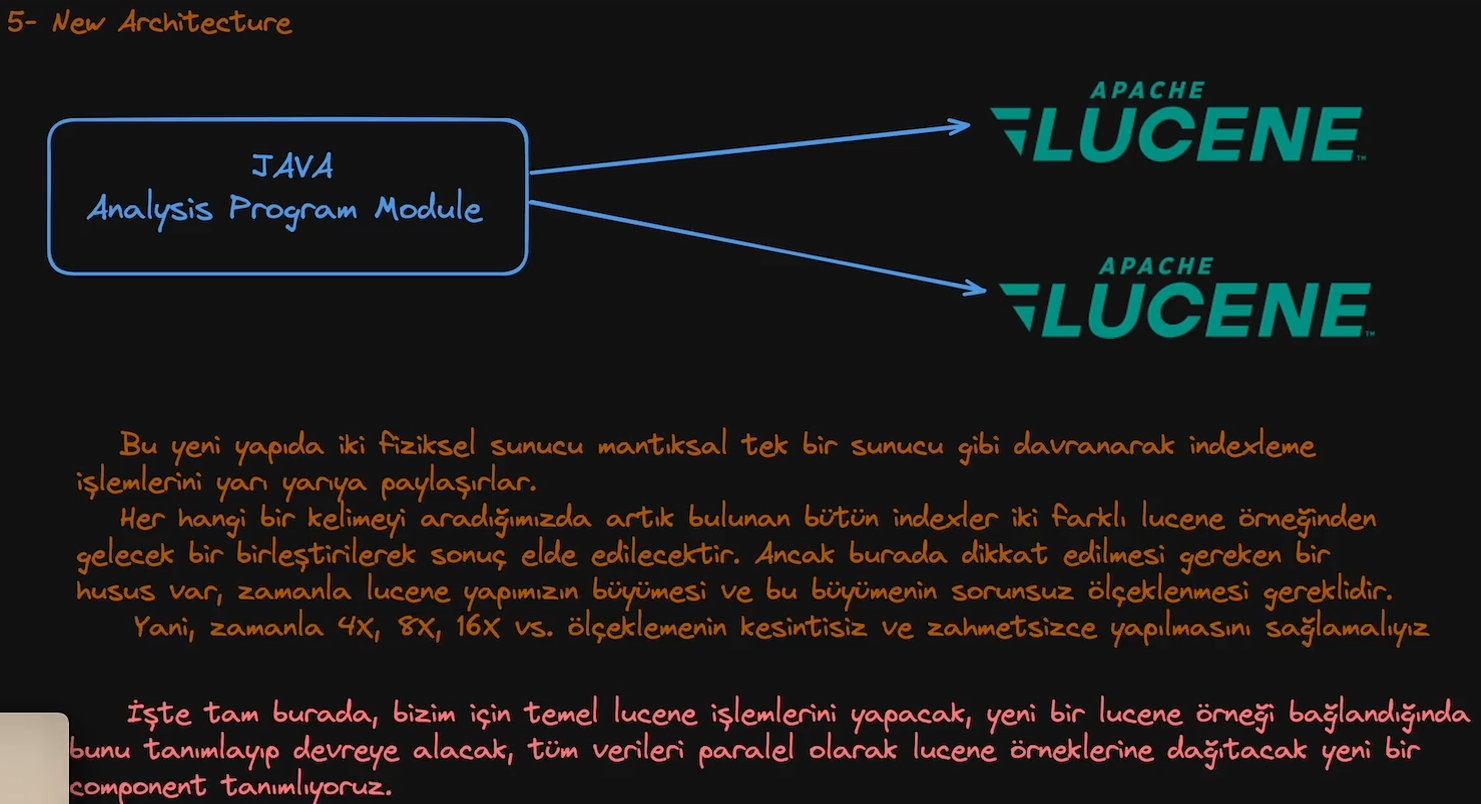 5- New Architecture
APACHE
LUCENE™
JAVA
Analysis Program Module
APACHE
LUCENE™
Bu yeni yapıda iki fiziksel sunucu mantıksal tek bir sunucu gibi davranarak indexleme
işlemlerini yarı yarıya paylaşırlar.
Her hangi bir kelimeyi aradığımızda artık bulunan bütün indexler iki farklı lucene örneğinden
gelecek bir birleştirilerek sonuç elde edilecektir. Ancak burada dikkat edilmesi gereken bir
husus var, zamanla lucene yapımızın büyümesi ve bu büyümenin sorunsuz ölçeklenmesi gereklidir.
Yani, zamanla 4X, 8X, 16X vs. ölçeklemenin kesintisiz ve zahmetsizce yapılmasını sağlamalıyız
İşte tam burada, bizim için temel lucene işlemlerini yapacak, yeni bir lucene örneği bağlandığında
bunu tanımlayıp devreye alacak, tüm verileri paralel olarak lucene örneklerine dağıtacak yeni bir
component tanımlıyoruz.